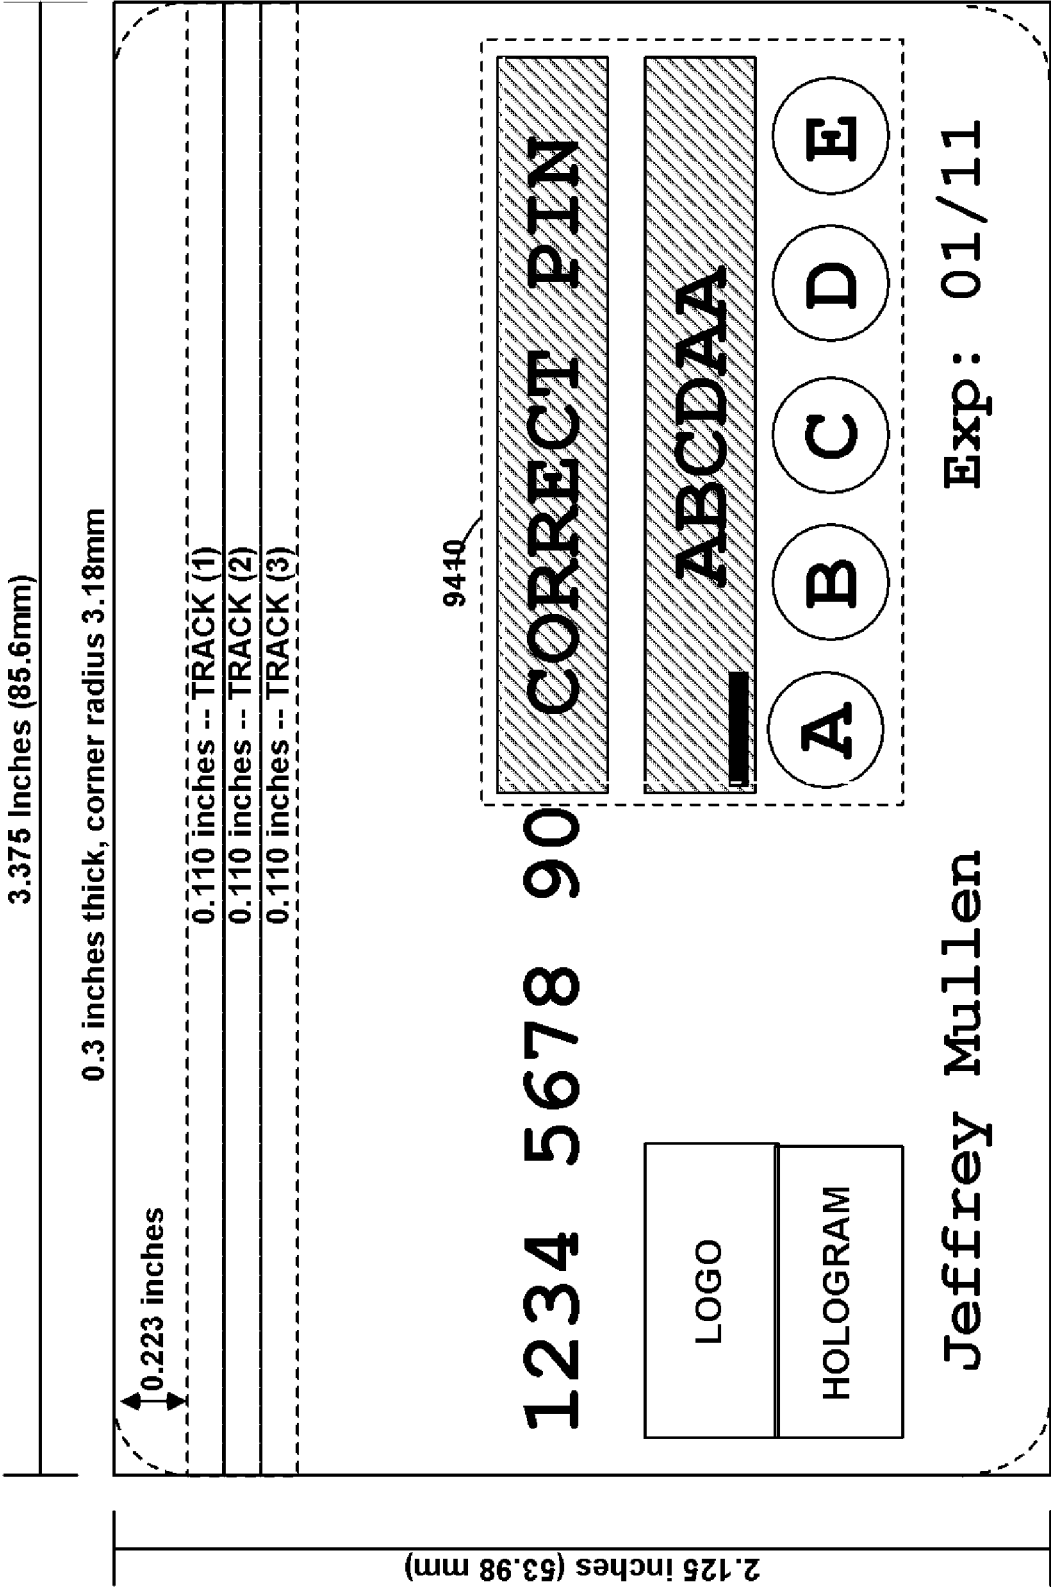 3.375 Inches (85.6mm)
0.3 inches thick, corner radius 3.18mm
0.223 inches
0.110 inches -- TRACK (1)
0.110 inches -- TRACK (2)
0.110 inches -- TRACK (3)
2.125 inches (53.98 mm)
9410
1234 5678 90
CORRECT PIN
ABCDAA
LOGO
HOLOGRAM
A B C D E
Jeffrey Mullen
Exp: 01/11